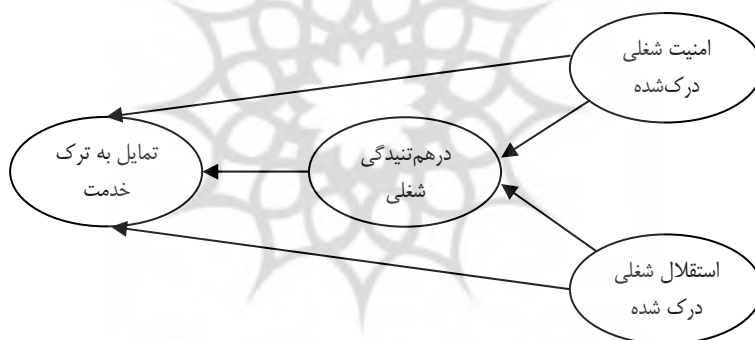 امنیت شغلی
درک‌شده
درهم‌تنیدگی
شغلی
تمایل به ترک
خدمت
استقلال شغلی
درک شده